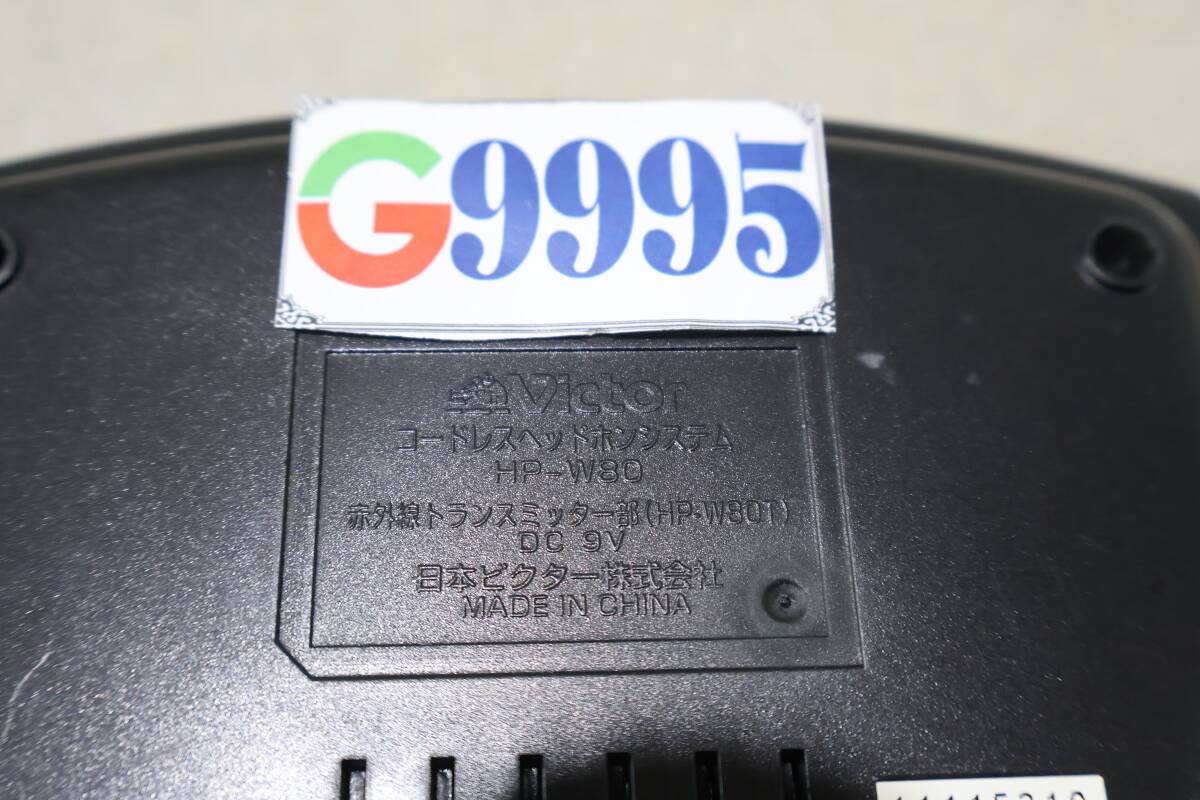 G9995
Victor
コードレスヘッドホンシステム
HP-W80
赤外線トランスミッター部(HP-W80T)
DC 9V
日本ビクター株式会社
MADE IN CHINA